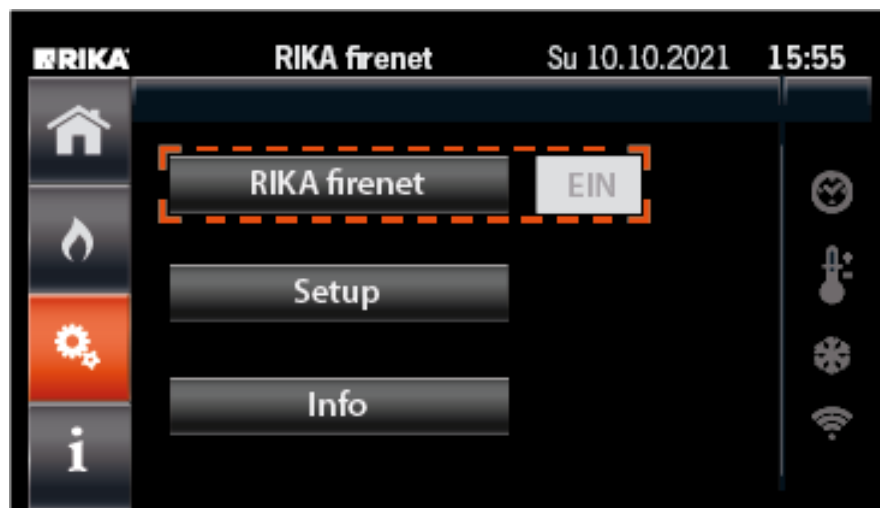 RIKA RIKA firenet Su 10.10.2021 15:55
RIKA firenet EIN
Setup
Info
i